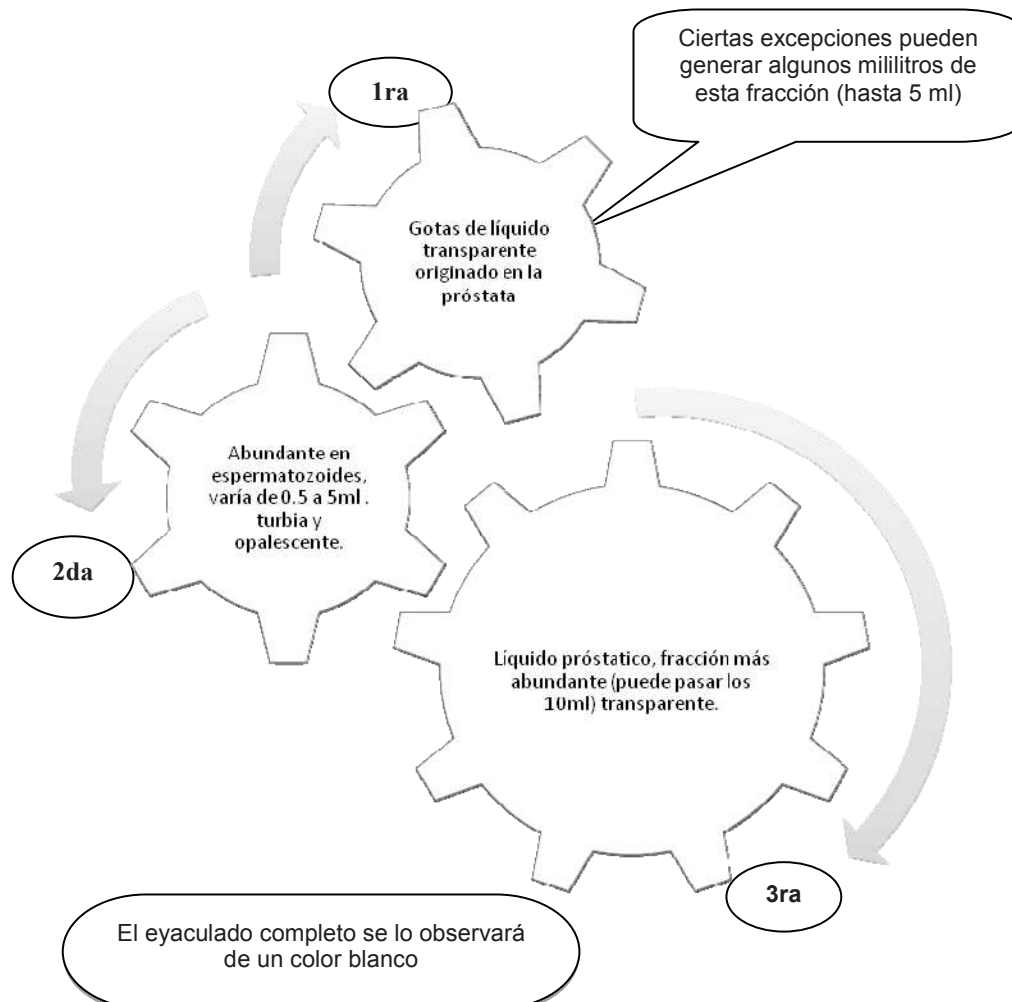 Ciertas excepciones pueden
generar algunos mililitros de
esta fracción (hasta 5 ml)
1ra
Gotas de líquido
transparente
originado en la
próstata
Abundante en
espermatozoides,
varía de 0.5 a 5ml .
turbia y
opalescente.
2da
Líquido próstatico, fracción más
abundante (puede pasar los
10ml) transparente.
3ra
El eyaculado completo se lo observará
de un color blanco